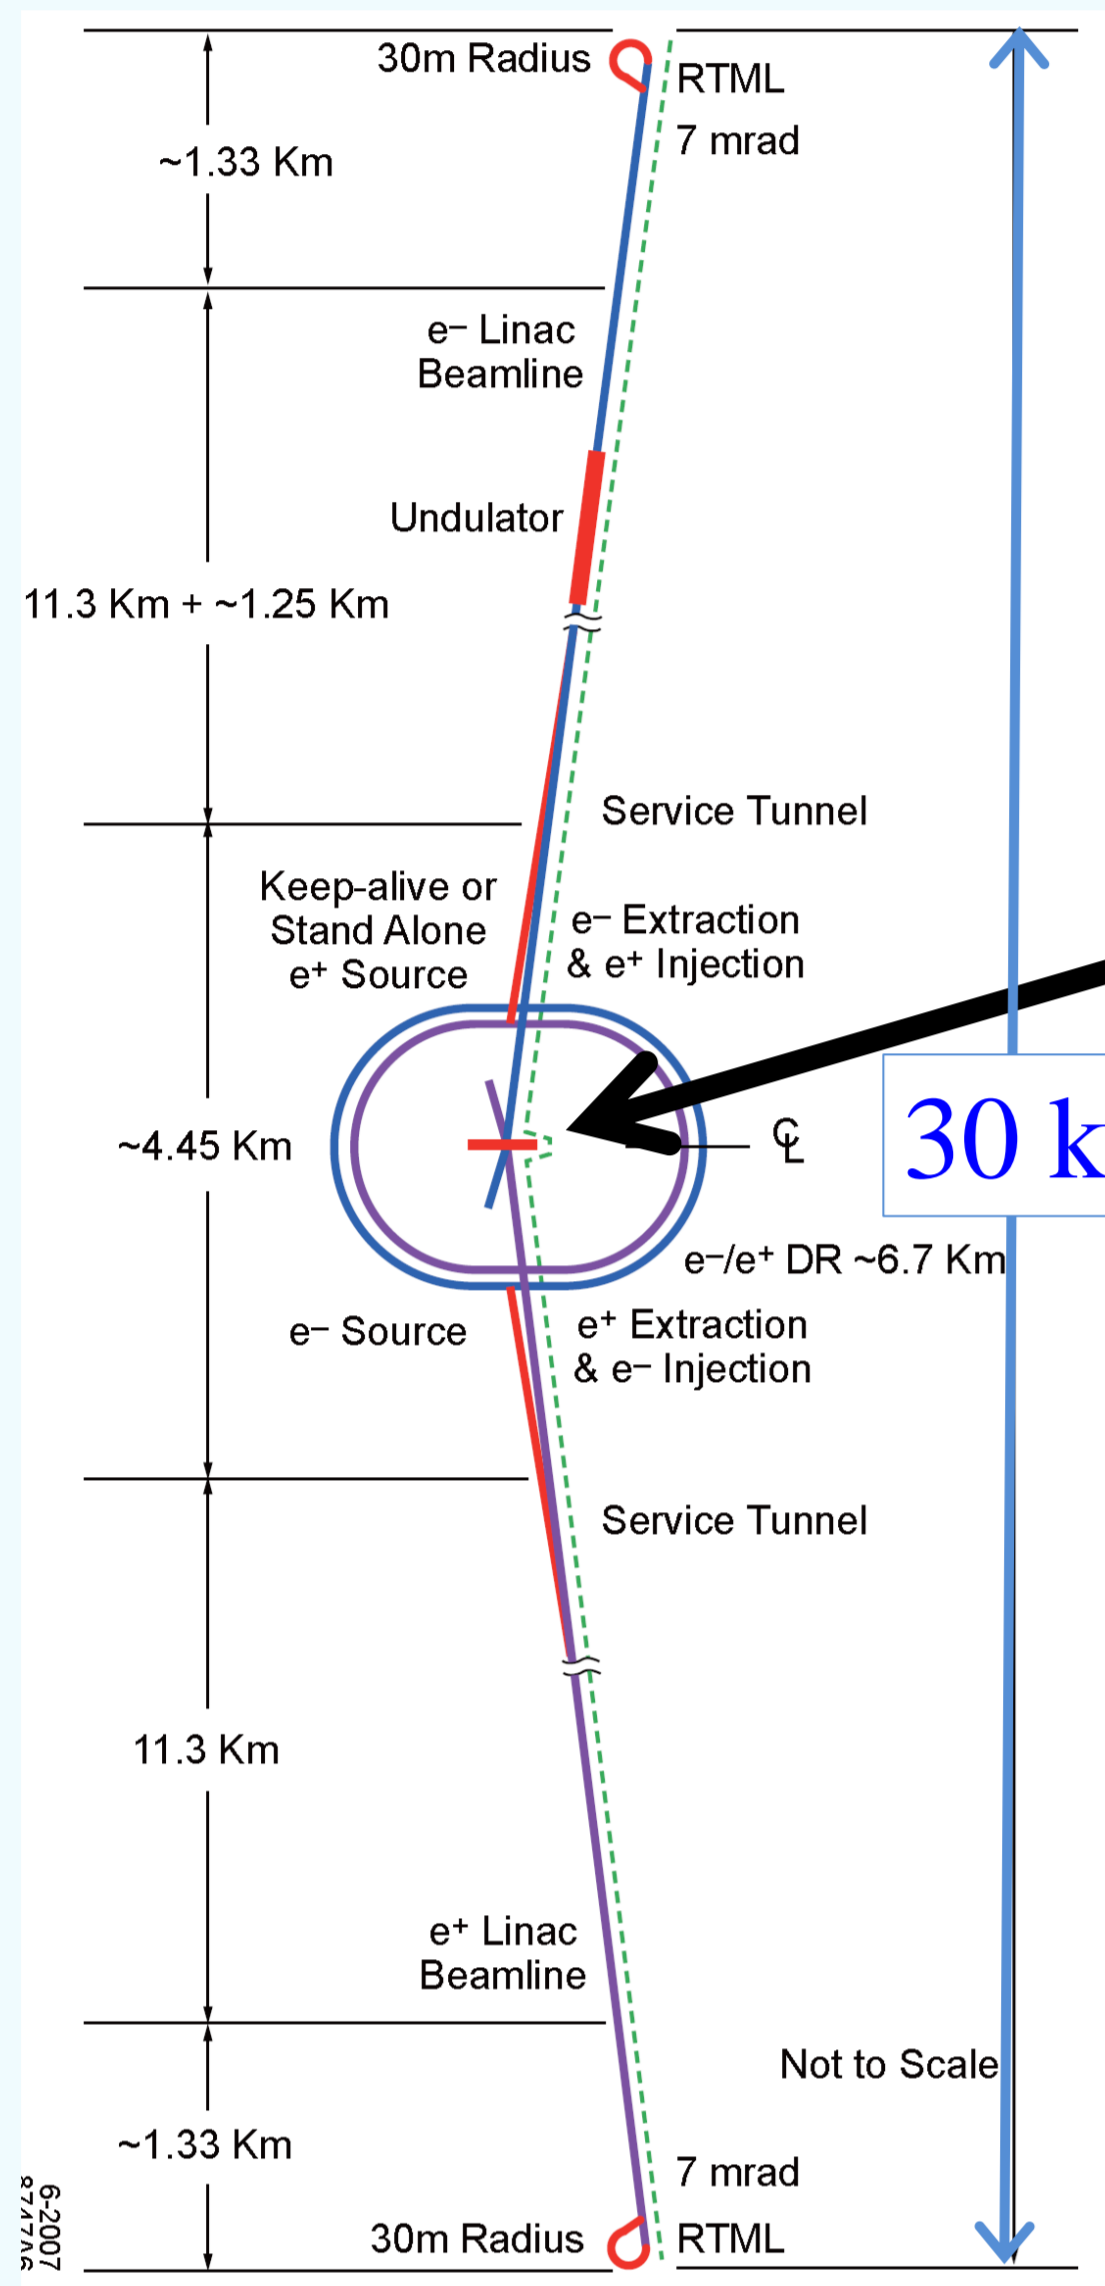 30m Radius
RTML
7 mrad
~1.33 Km
e– Linac
Beamline
Undulator
11.3 Km + ~1.25 Km
Service Tunnel
Keep-alive or
Stand Alone
e+ Source
e– Extraction
& e+ Injection
~4.45 Km
℄
30 k
e–/e+ DR ~6.7 Km
e– Source
e+ Extraction
& e– Injection
Service Tunnel
11.3 Km
e+ Linac
Beamline
Not to Scale
~1.33 Km
7 mrad
30m Radius
RTML
6-2007